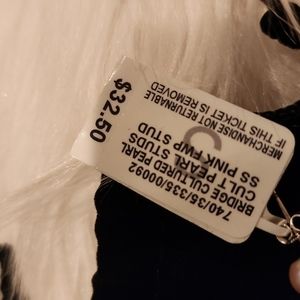 740/35/335/00092
BRIDGE CULTURED PEARL
CULT PEARL STUDS
SS PINK FWP STUD
MERCHANDISE NOT RETURNABLE
IF THIS TICKET IS REMOVED
$32.50